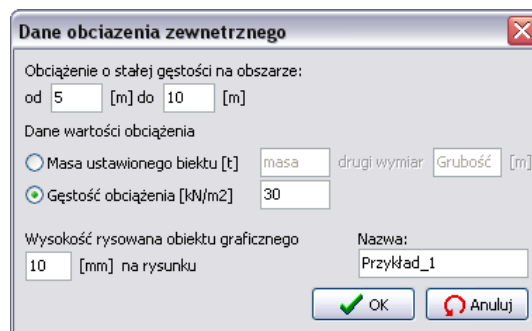 Dane obciazenia zewnetrznego
Obciążenie o stałej gęstości na obszarze:
od 5 [m] do 10 [m]
Dane wartości obciążenia
Masa ustawionego biektu [t] masa drugi wymiar Grubość [m]
Gęstość obciążenia [kN/m2] 30
Wysokość rysowana obiektu graficznego Nazwa:
10 [mm] na rysunku Przykład_1
OK Anuluj